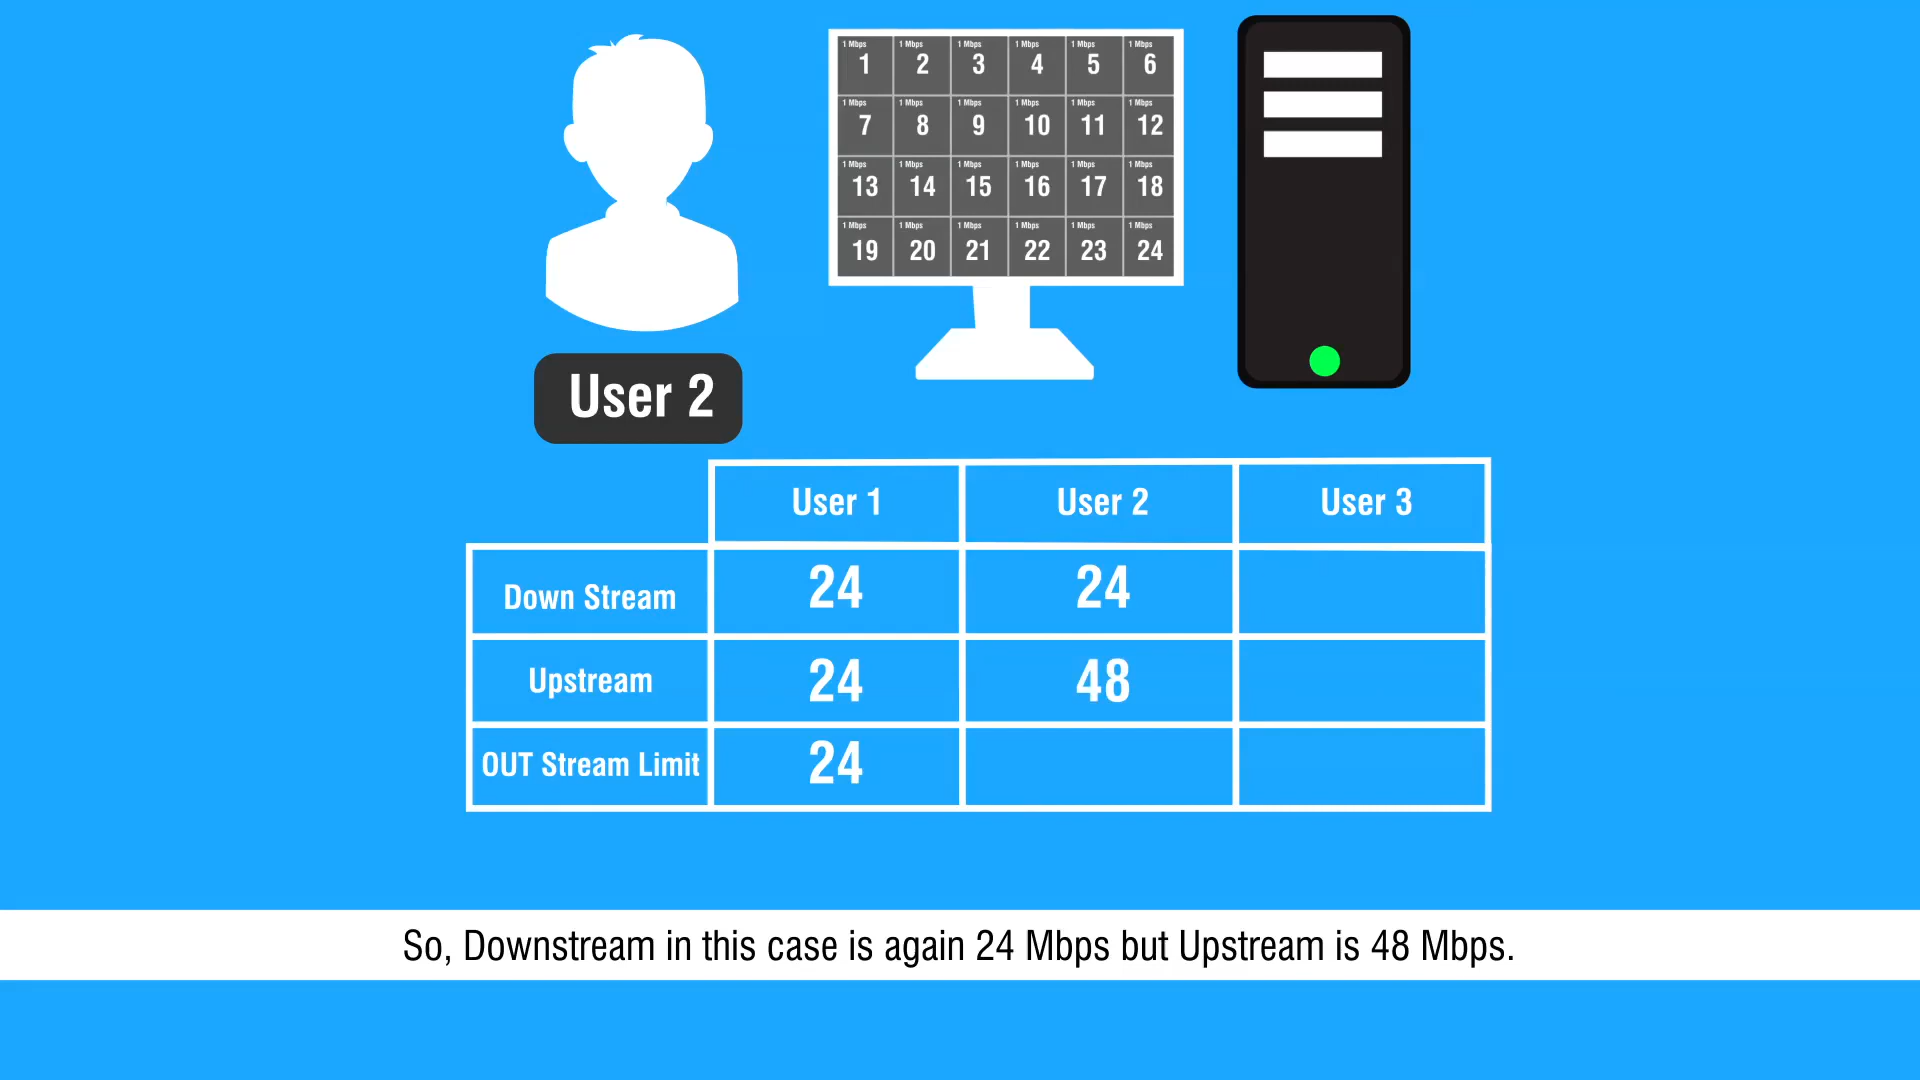 1 Mbps 1 Mbps 1 Mbps 1 Mbps 1 Mbps 1 Mbps
1 2 3 4 5 6
1 Mbps 1 Mbps 1 Mbps 1 Mbps 1 Mbps 1 Mbps
7 8 9 10 11 12
1 Mbps 1 Mbps 1 Mbps 1 Mbps 1 Mbps 1 Mbps
13 14 15 16 17 18
1 Mbps 1 Mbps 1 Mbps 1 Mbps 1 Mbps 1 Mbps
19 20 21 22 23 24
User 2
User 1 User 2 User 3
Down Stream 24 24
Upstream 24 48
OUT Stream Limit 24
So, Downstream in this case is again 24 Mbps but Upstream is 48 Mbps.